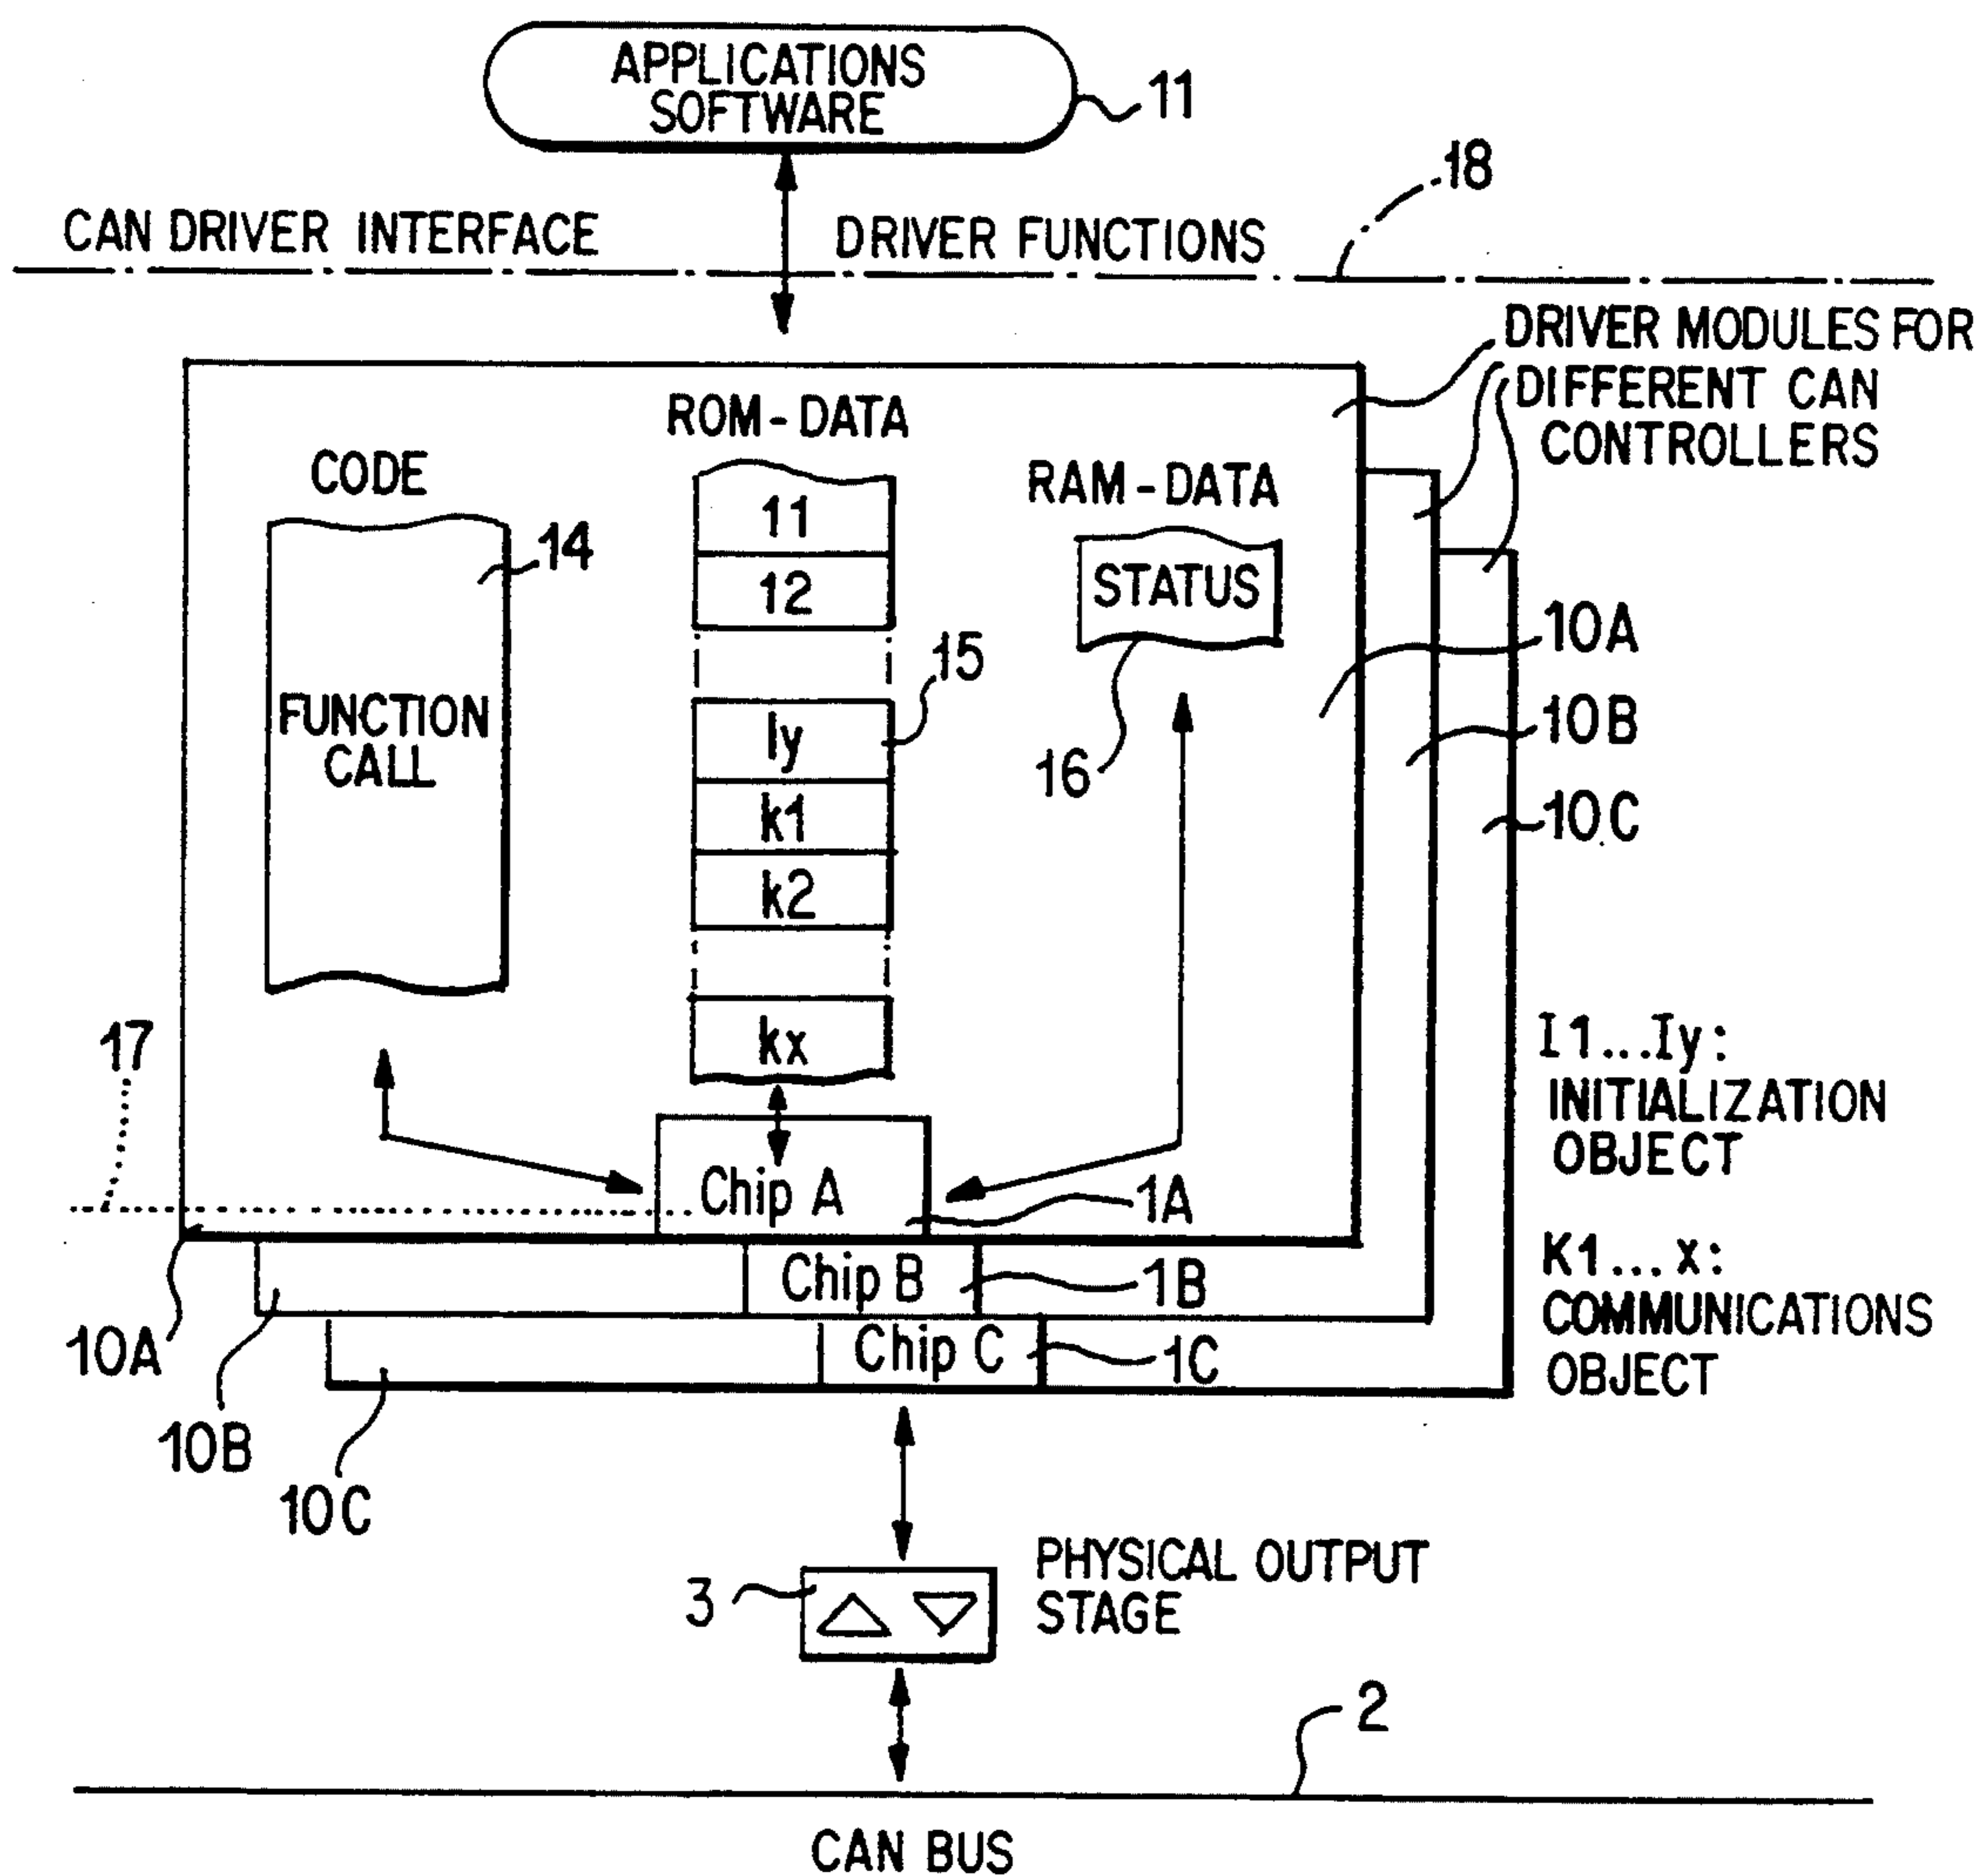 APPLICATIONS
SOFTWARE
11
18
CAN DRIVER INTERFACE
DRIVER FUNCTIONS
DRIVER MODULES FOR
DIFFERENT CAN
CONTROLLERS
ROM-DATA
CODE
RAM-DATA
11
14
12
STATUS
10A
15
FUNCTION
CALL
Iy
16
10B
k1
10C
k2
17
kx
I1...Iy:
INITIALIZATION
OBJECT
Chip A
1A
K1...x:
COMMUNICATIONS
OBJECT
Chip B
1B
10A
Chip C
1C
10B
10C
PHYSICAL OUTPUT
STAGE
3
2
CAN BUS